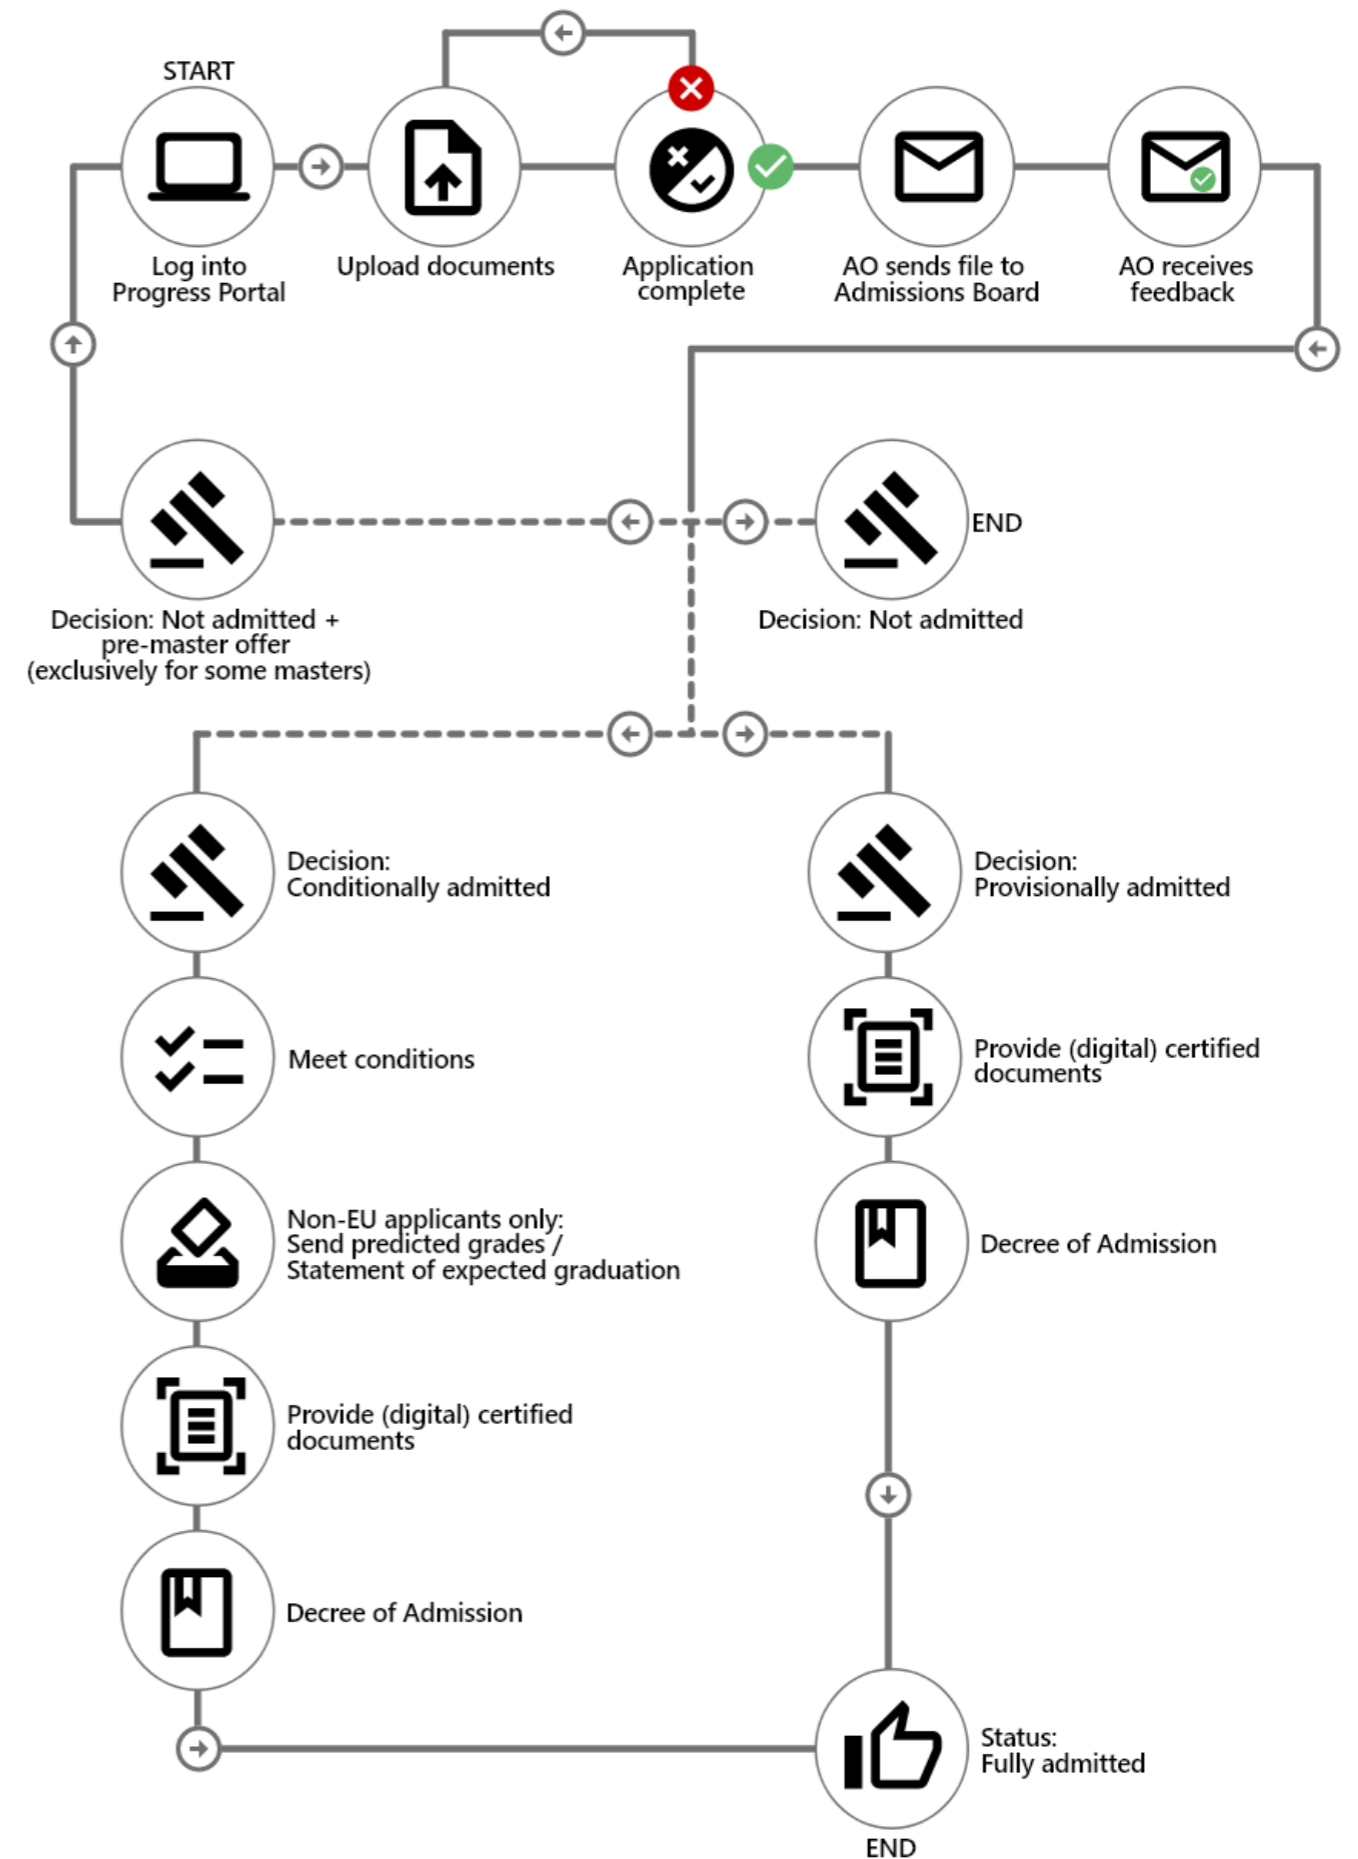 START
Log into
Progress Portal
Upload documents
Application
complete
AO sends file to
Admissions Board
AO receives
feedback
Decision: Not admitted +
pre-master offer
(exclusively for some masters)
END
Decision: Not admitted
Decision:
Conditionally admitted
Decision:
Provisionally admitted
Meet conditions
Provide (digital) certified
documents
Non-EU applicants only:
Send predicted grades /
Statement of expected graduation
Decree of Admission
Provide (digital) certified
documents
Decree of Admission
Status:
Fully admitted
END